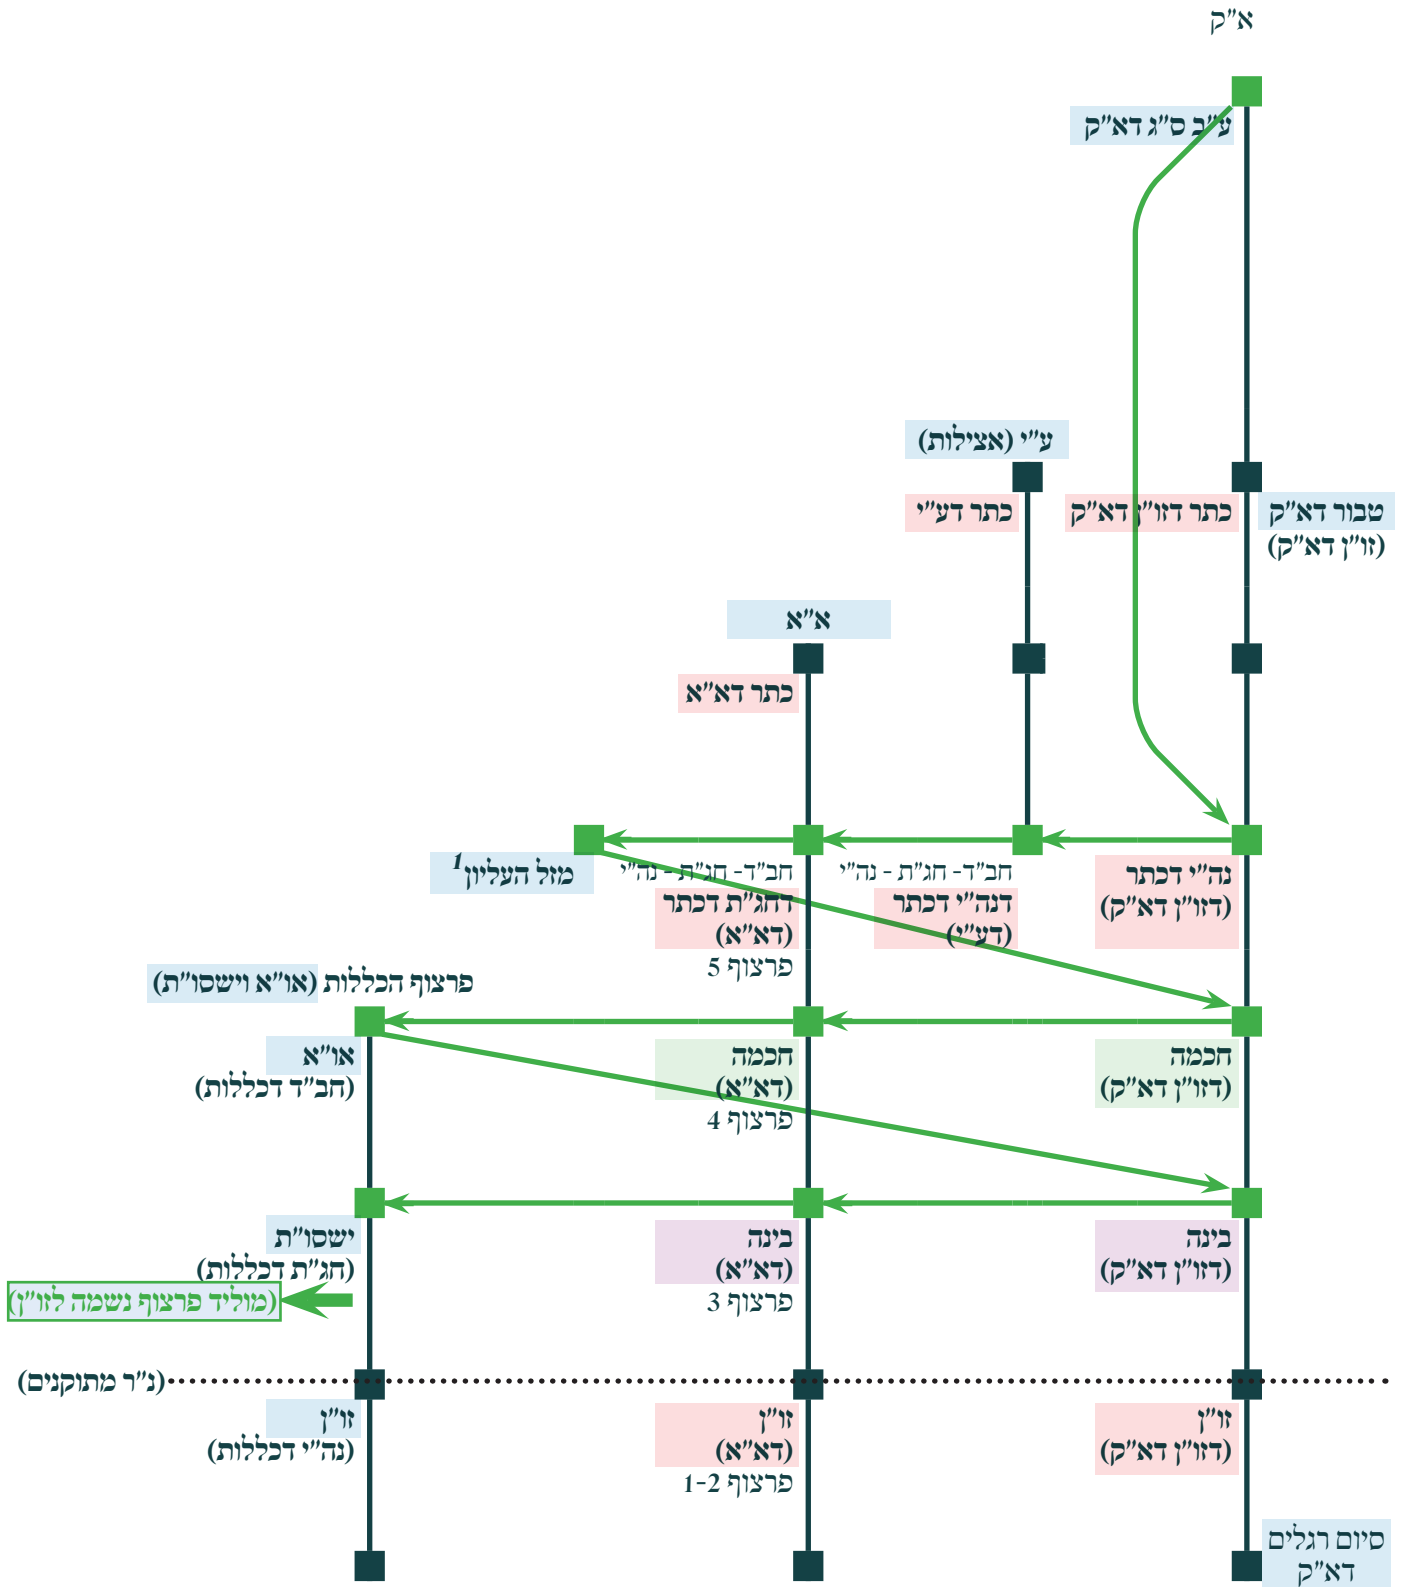 א"ק
ע"ב ס"ג דא"ק
ע"י (אצילות)
טבור דא"ק
(זו"ן דא"ק)
כתר דזו"ן דא"ק
כתר דע"י
א"א
כתר דא"א
נה"י דכתר
(דזו"ן דא"ק)
חב"ד- חג"ת - נה"י
דנה"י דכתר
(דע"י)
חב"ד- חג"ת - נה"י
דחג"ת דכתר
(דא"א)
פרצוף 5
מזל העליון1
פרצוף הכללות (או"א וישסו"ת)
חכמה
(דזו"ן דא"ק)
חכמה
(דא"א)
פרצוף 4
או"א
(חב"ד דכללות)
בינה
(דזו"ן דא"ק)
בינה
(דא"א)
פרצוף 3
ישסו"ת
(חג"ת דכללות)
(מוליד פרצוף נשמה לזו"ן)
(נ"ר מתוקנים)
זו"ן
(דזו"ן דא"ק)
זו"ן
(דא"א)
פרצוף 1-2
זו"ן
(נה"י דכללות)
סיום רגלים
דא"ק